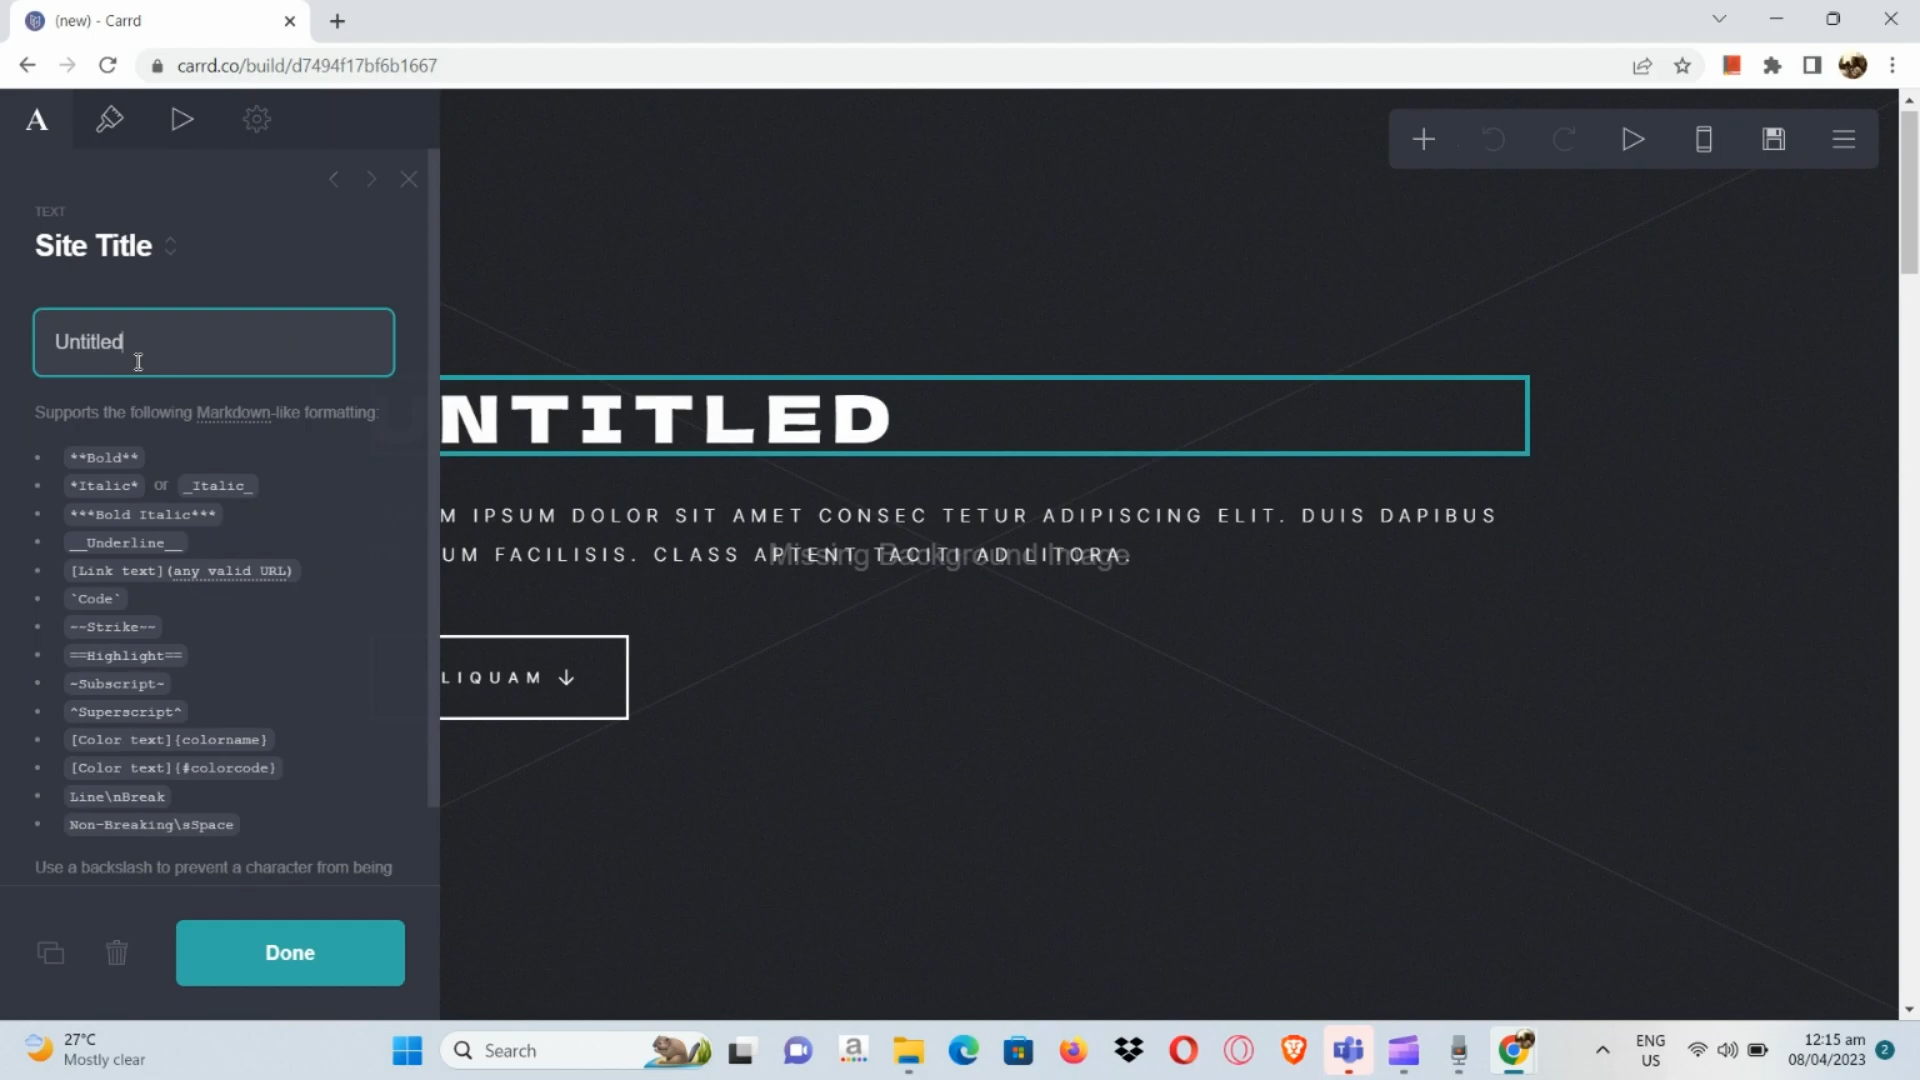 (new) - Carrd
carrd.co/build/d7494f17bf6b1667
A
TEXT
Site Title
Untitled
Supports the following Markdown-like formatting:
**Bold**
*Italic* or _Italic_
***Bold Italic***
__Underline__
[Link text](any valid URL)
`Code`
~~Strike~~
==Highlight==
~Subscript~
^Superscript^
[Color text]{colorname}
[Color text]{#colorcode}
Line\nBreak
Non-Breaking\sSpace
Use a backslash to prevent a character from being
Done
NTITLED
M IPSUM DOLOR SIT AMET CONSEC TETUR ADIPISCING ELIT. DUIS DAPIBUS
UM FACILISIS. CLASS APTENT TACITI AD LITORA.
Missing Background Image
LIQUAM ↓
27°C
Mostly clear
Search
a
ENG
US
12:15 am
08/04/2023
2